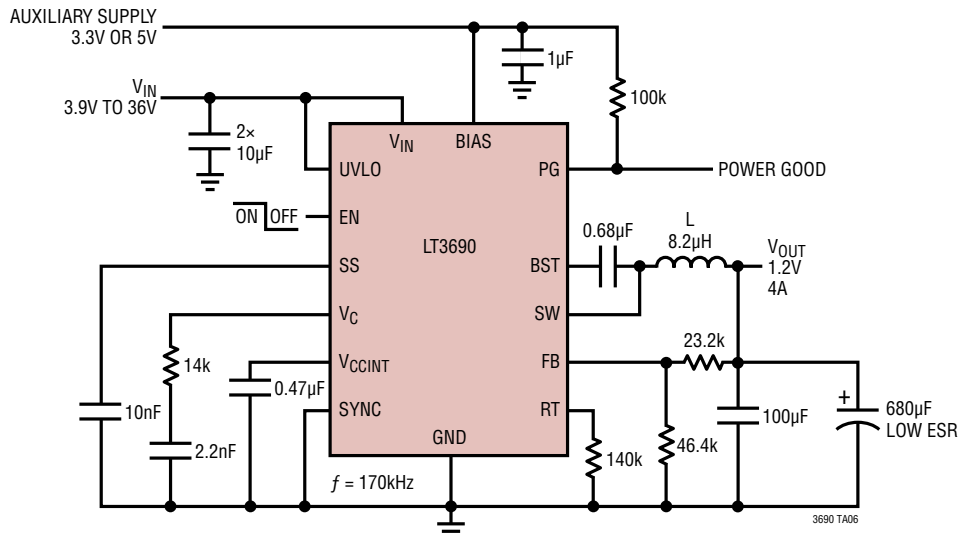 AUXILIARY SUPPLY
3.3V OR 5V
1µF
100k
VIN
3.9V TO 36V
2×
10µF
VIN
BIAS
UVLO
PG
POWER GOOD
ON
OFF
EN
LT3690
0.68µF
L
8.2µH
VOUT
1.2V
4A
SS
BST
VC
SW
14k
23.2k
VCCINT
FB
0.47µF
10nF
SYNC
RT
100µF
+
680µF
LOW ESR
GND
2.2nF
140k
46.4k
f = 170kHz
3690 TA06